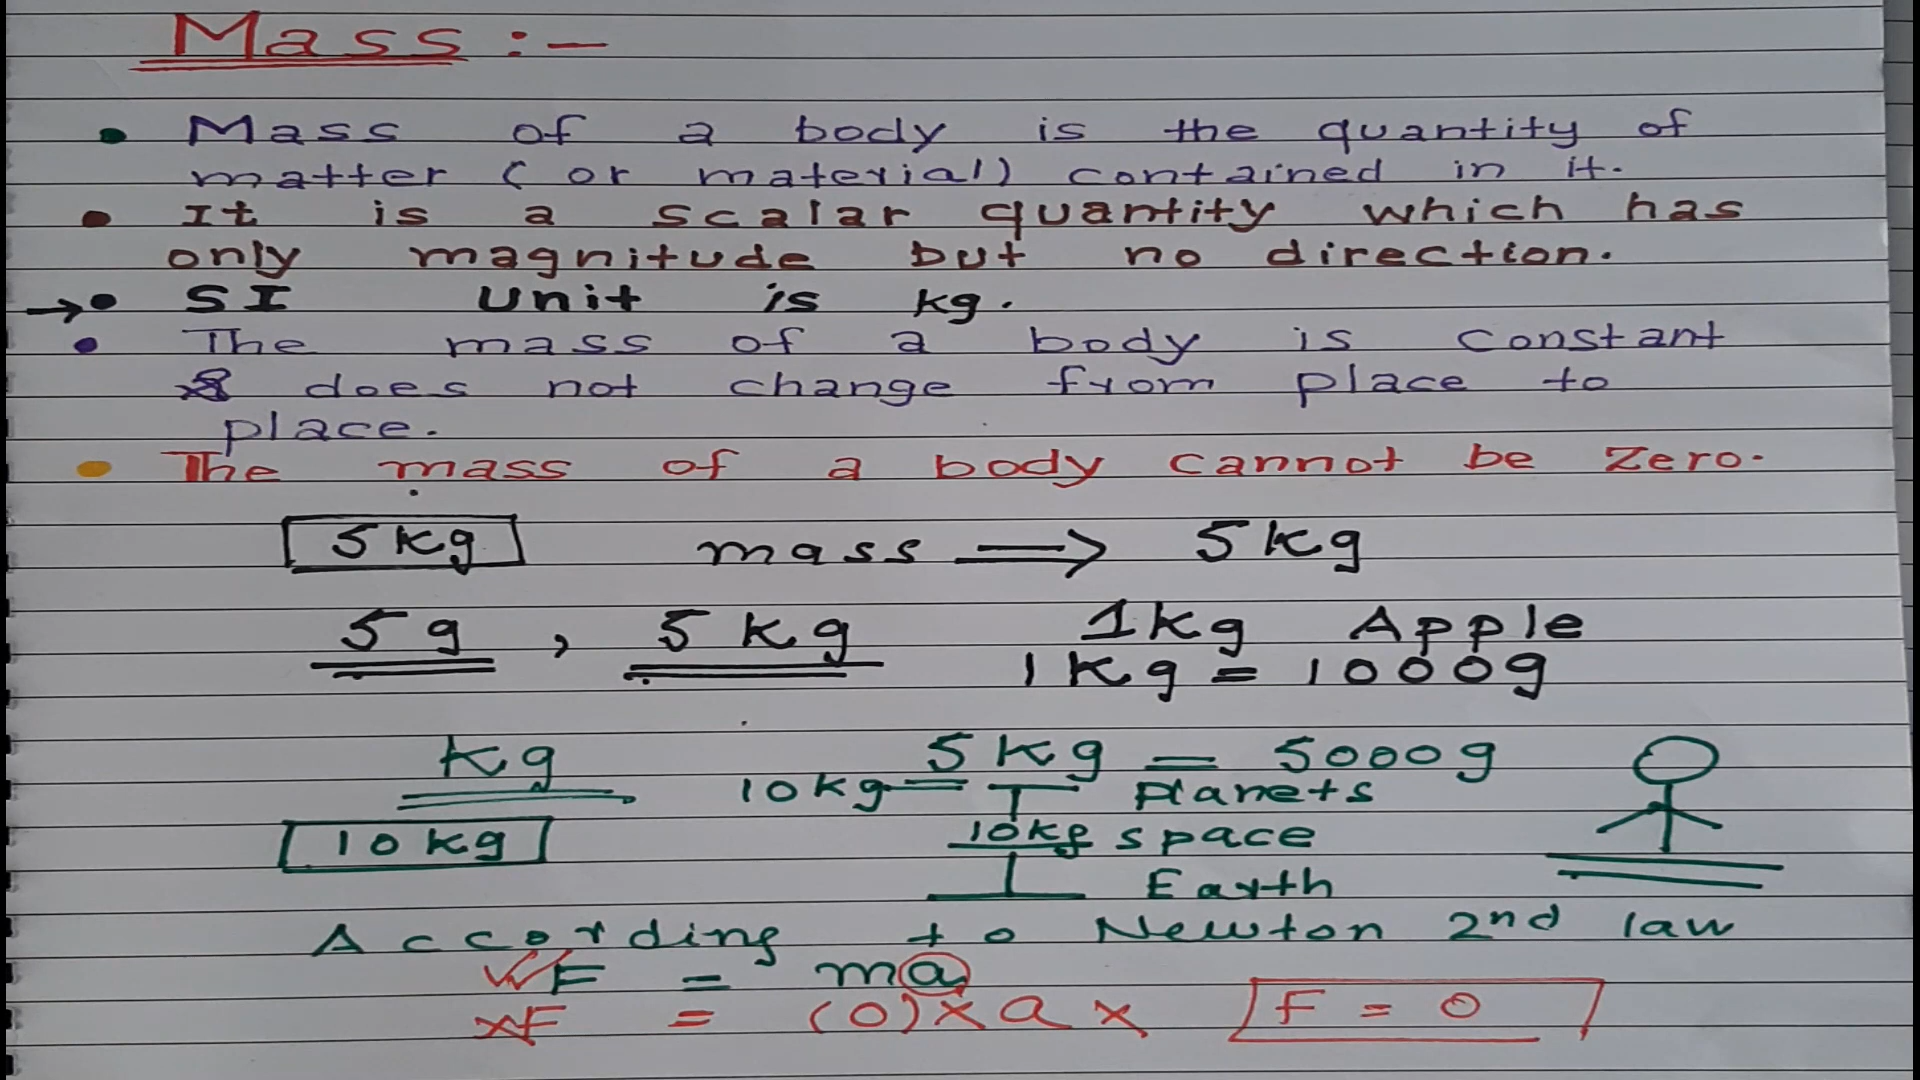 Mass :-
• Mass of a body is the quantity of
matter (or material) contained in it.
• It is a scalar quantity which has
only magnitude but no direction.
→• SI Unit is kg.
• The mass of a body is constant
& does not change from place to
place.
• The mass of a body cannot be zero.
5kg mass ⟹ 5kg
5g , 5kg 1kg Apple
1kg = 1000g
kg 5kg = 5000g
10kg = Planets
10kg 10kg space
Earth
According to Newton 2nd law
✓F = ma
×F = (0)×a × F = 0